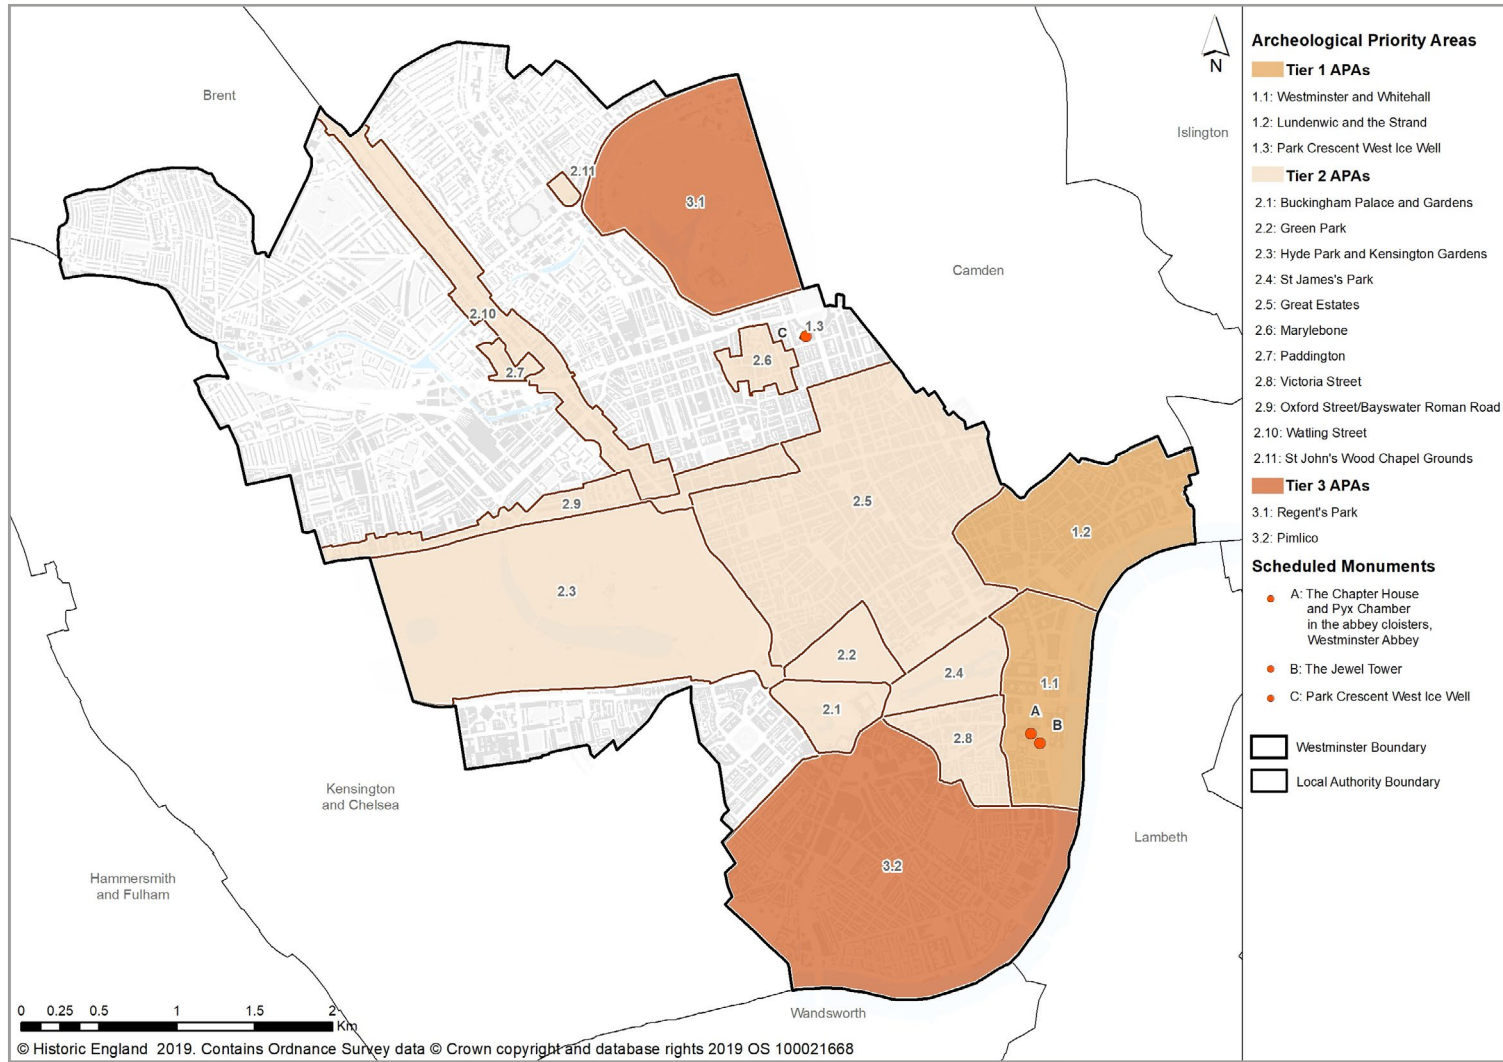 Brent
Islington
Camden
Kensington
and Chelsea
Hammersmith
and Fulham
Lambeth
Wandsworth
N
2.11
3.1
2.10
C
1.3
2.6
2.7
2.9
2.5
1.2
2.3
2.2
2.4
1.1
2.1
A
B
2.8
3.2
0 0.25 0.5 1 1.5 2
Km
© Historic England 2019. Contains Ordnance Survey data © Crown copyright and database rights 2019 OS 100021668
Archeological Priority Areas
Tier 1 APAs
1.1: Westminster and Whitehall
1.2: Lundenwic and the Strand
1.3: Park Crescent West Ice Well
Tier 2 APAs
2.1: Buckingham Palace and Gardens
2.2: Green Park
2.3: Hyde Park and Kensington Gardens
2.4: St James's Park
2.5: Great Estates
2.6: Marylebone
2.7: Paddington
2.8: Victoria Street
2.9: Oxford Street/Bayswater Roman Road
2.10: Watling Street
2.11: St John's Wood Chapel Grounds
Tier 3 APAs
3.1: Regent's Park
3.2: Pimlico
Scheduled Monuments
A: The Chapter House
and Pyx Chamber
in the abbey cloisters,
Westminster Abbey
B: The Jewel Tower
C: Park Crescent West Ice Well
Westminster Boundary
Local Authority Boundary